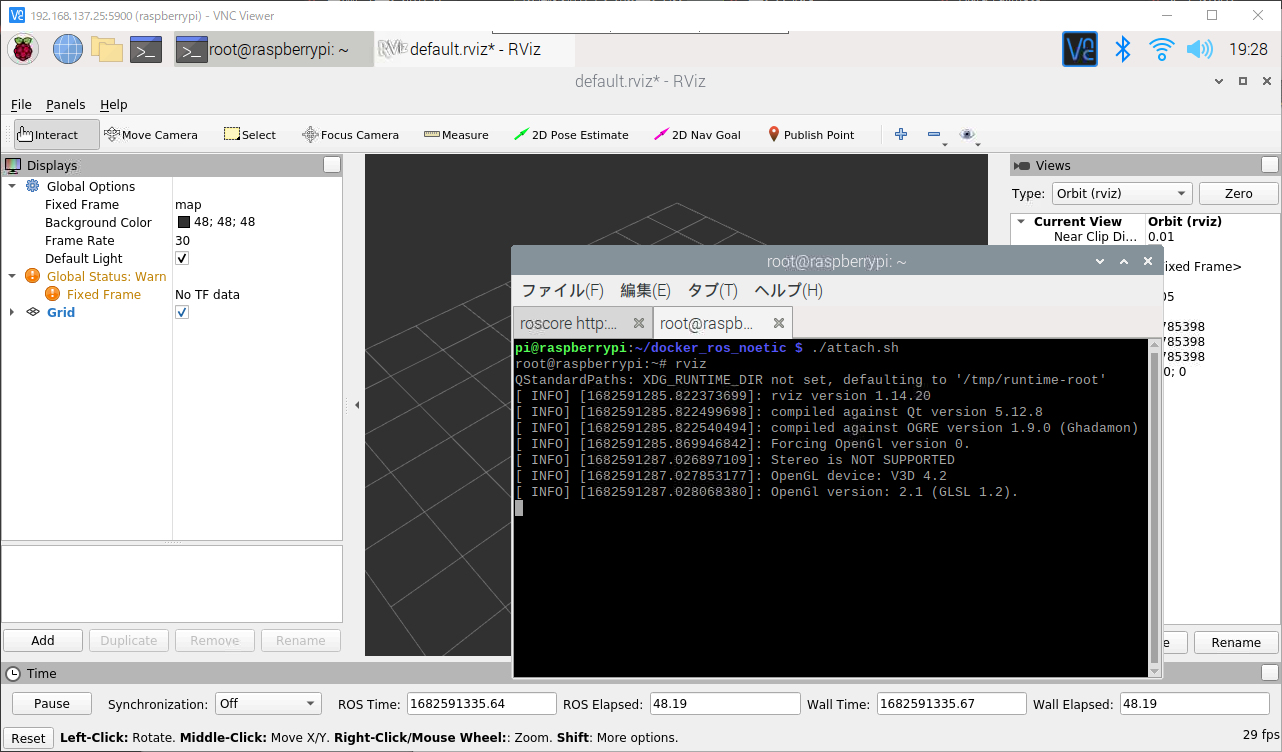 192.168.137.25:5900 (raspberrypi) - VNC Viewer
root@raspberrypi: ~
default.rviz* - RViz
19:28
default.rviz* - RViz
File Panels Help
Interact Move Camera Select Focus Camera Measure 2D Pose Estimate 2D Nav Goal Publish Point
Displays
Global Options
Fixed Frame map
Background Color 48; 48; 48
Frame Rate 30
Default Light
Global Status: Warn
Fixed Frame No TF data
Grid
Add Duplicate Remove Rename
Views
Type: Orbit (rviz) Zero
Current View Orbit (rviz)
Near Clip Di... 0.01
ixed Frame>
05
785398
785398
785398
0; 0
e Rename
root@raspberrypi: ~
ファイル(F) 編集(E) タブ(T) ヘルプ(H)
roscore http:... root@raspb...
pi@raspberrypi:~/docker_ros_noetic $ ./attach.sh
root@raspberrypi:~# rviz
QStandardPaths: XDG_RUNTIME_DIR not set, defaulting to '/tmp/runtime-root'
[ INFO] [1682591285.822373699]: rviz version 1.14.20
[ INFO] [1682591285.822499698]: compiled against Qt version 5.12.8
[ INFO] [1682591285.822540494]: compiled against OGRE version 1.9.0 (Ghadamon)
[ INFO] [1682591285.869946842]: Forcing OpenGl version 0.
[ INFO] [1682591287.026897109]: Stereo is NOT SUPPORTED
[ INFO] [1682591287.027853177]: OpenGL device: V3D 4.2
[ INFO] [1682591287.028068380]: OpenGl version: 2.1 (GLSL 1.2).
Time
Pause Synchronization: Off ROS Time: 1682591335.64 ROS Elapsed: 48.19 Wall Time: 1682591335.67 Wall Elapsed: 48.19
Reset Left-Click: Rotate. Middle-Click: Move X/Y. Right-Click/Mouse Wheel:: Zoom. Shift: More options. 29 fps